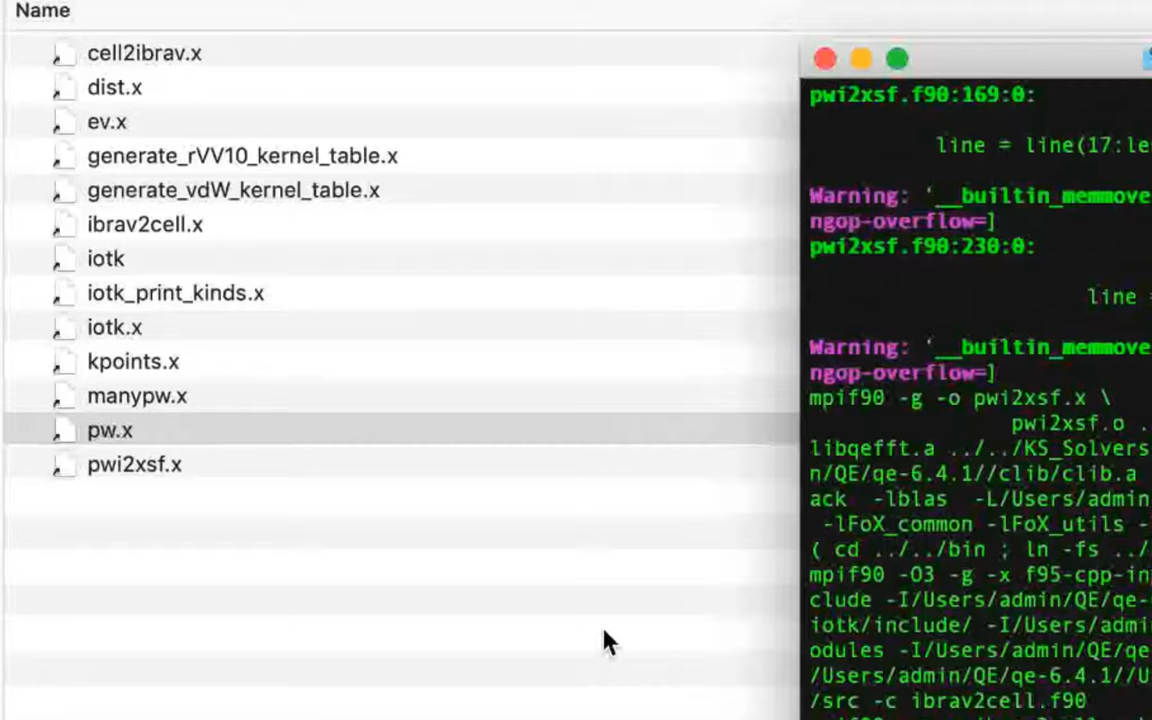 Name
cell2ibrav.x
dist.x
ev.x
generate_rVV10_kernel_table.x
generate_vdW_kernel_table.x
ibrav2cell.x
iotk
iotk_print_kinds.x
iotk.x
kpoints.x
manypw.x
pw.x
pwi2xsf.x
pwi2xsf.f90:169:0:
line = line(17:le
Warning: '__builtin_memmove
ngop-overflow=]
pwi2xsf.f90:230:0:
line =
Warning: '__builtin_memmove
ngop-overflow=]
mpif90 -g -o pwi2xsf.x \
pwi2xsf.o .
libqefft.a ../../KS_Solvers
n/QE/qe-6.4.1//clib/clib.a
ack  -lblas  -L/Users/admin
-lFoX_common -lFoX_utils -
( cd ../../bin ; ln -fs ../
mpif90 -O3 -g -x f95-cpp-in
clude -I/Users/admin/QE/qe-
iotk/include/ -I/Users/admi
odules -I/Users/admin/QE/qe
/Users/admin/QE/qe-6.4.1//U
/src -c ibrav2cell.f90